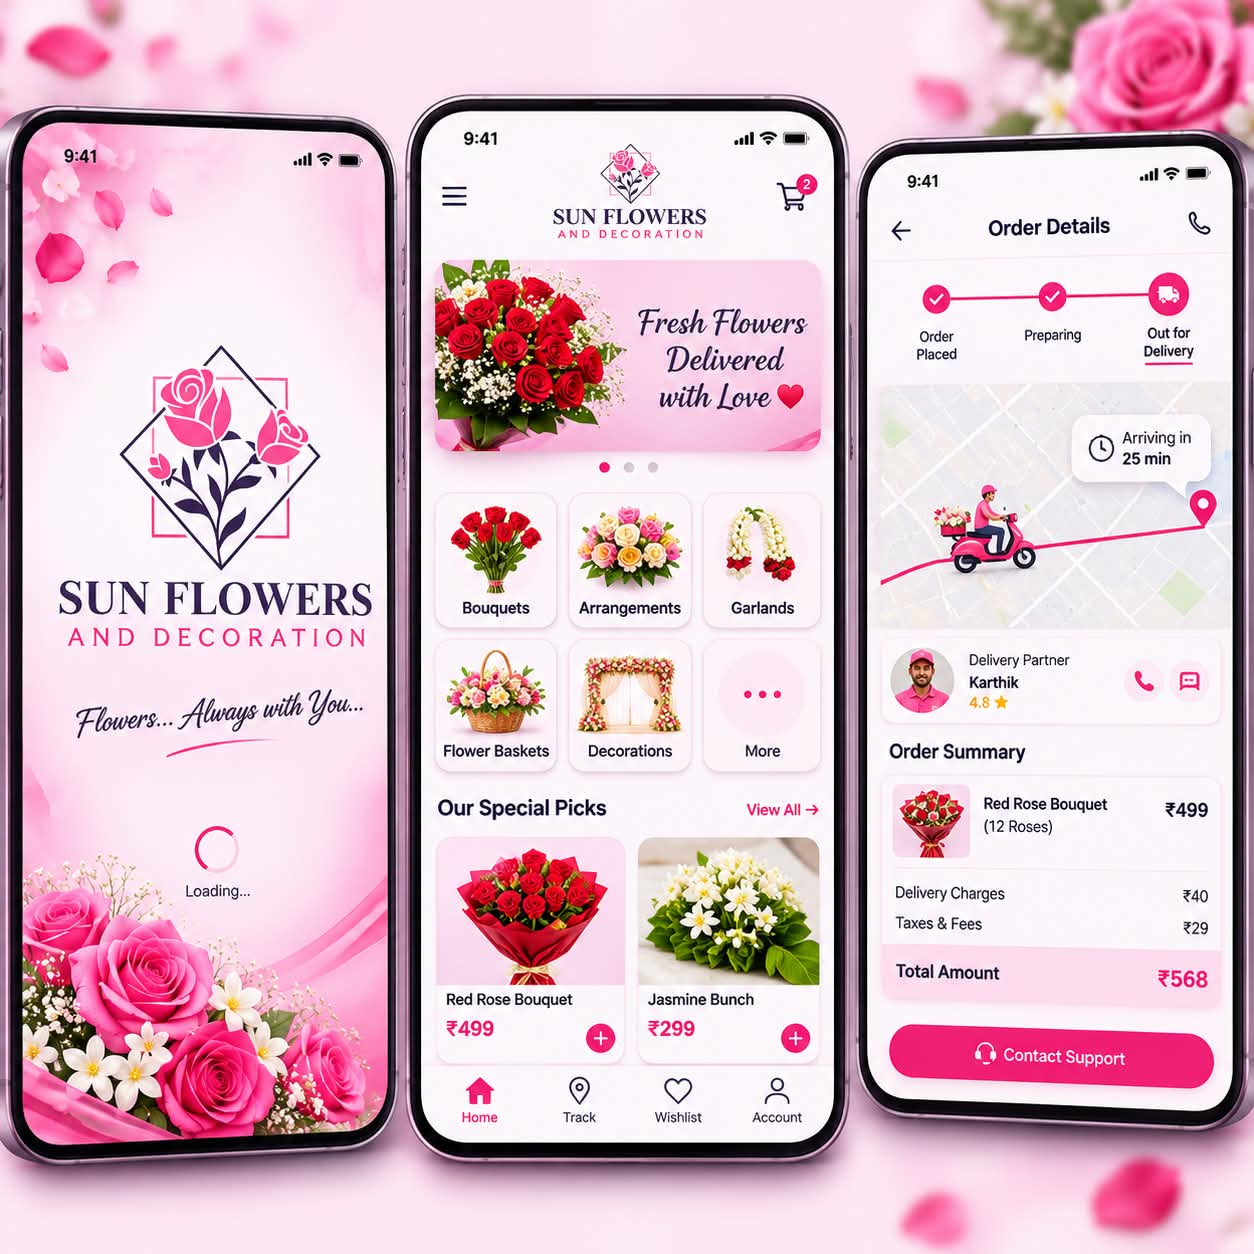 9:41
SUN FLOWERS
AND DECORATION
Flowers... Always with You...
Loading...
9:41
2
SUN FLOWERS
AND DECORATION
Fresh Flowers
Delivered
with Love
Bouquets
Arrangements
Garlands
Flower Baskets
Decorations
More
Our Special Picks
View All →
Red Rose Bouquet
₹499
Jasmine Bunch
₹299
Home
Track
Wishlist
Account
9:41
Order Details
Order
Placed
Preparing
Out for
Delivery
Arriving in
25 min
Delivery Partner
Karthik
4.8 ★
Order Summary
Red Rose Bouquet
₹499
(12 Roses)
Delivery Charges
₹40
Taxes & Fees
₹29
Total Amount
₹568
Contact Support